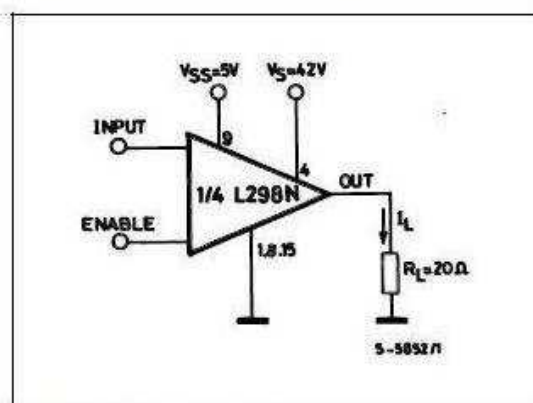 VSS=5V VS=42V
INPUT
9
4
OUT
1/4 L298N
IL
ENABLE
1.8.15
RL=20Ω
S-5852/1